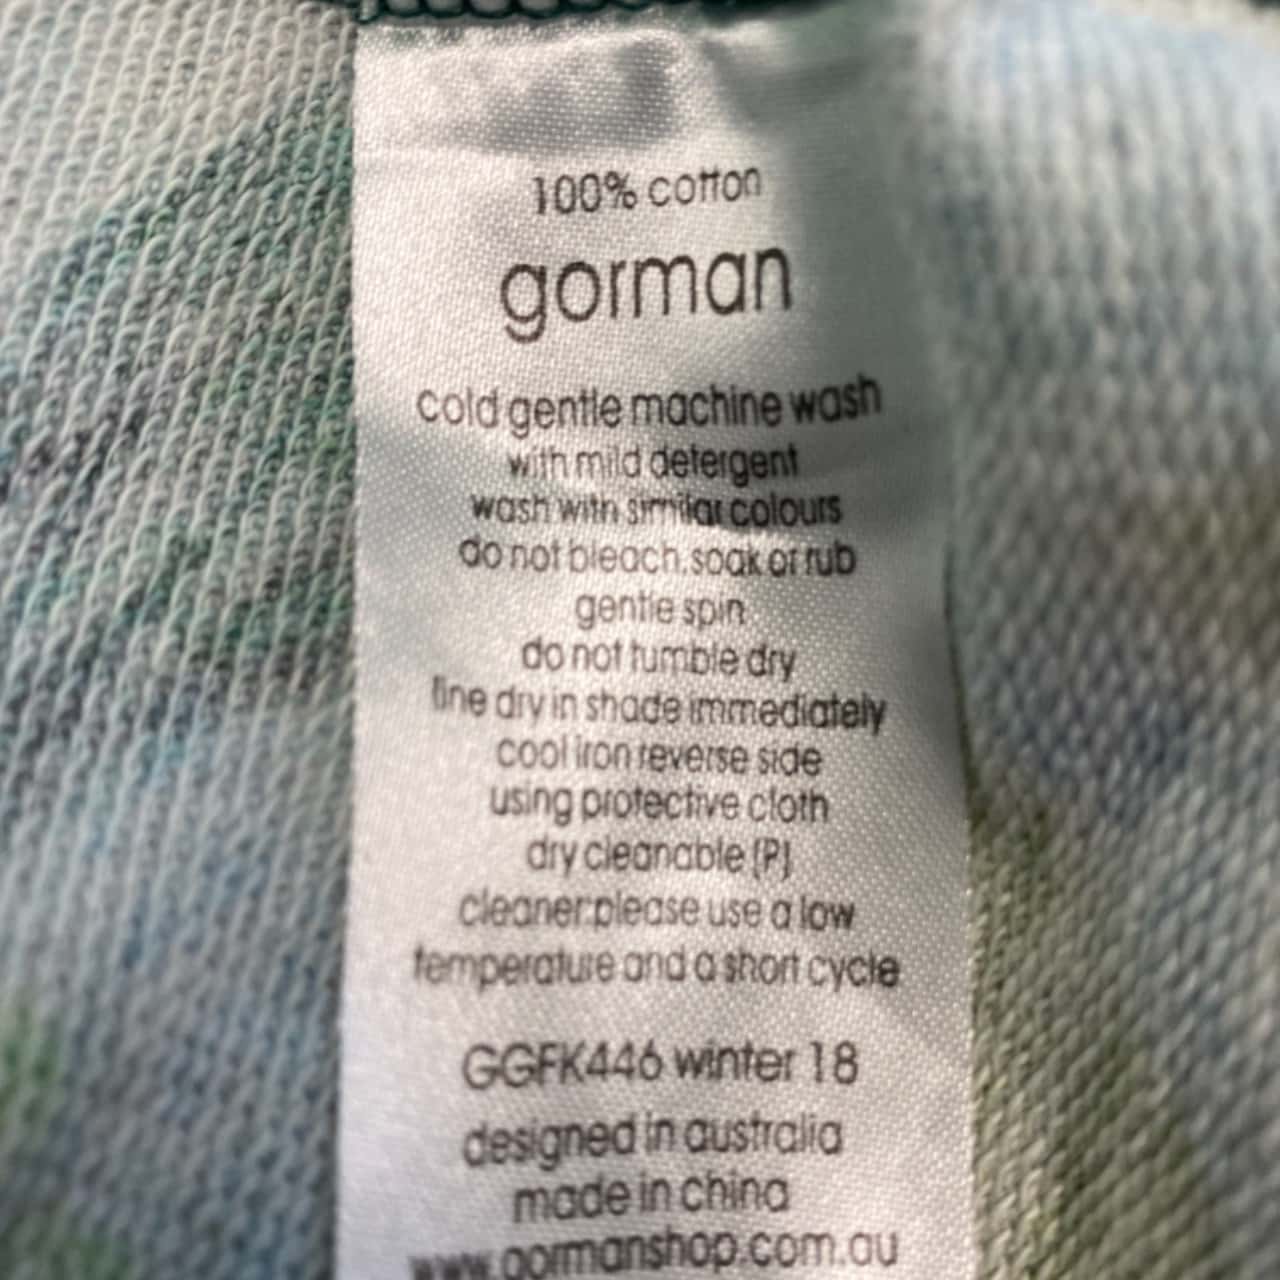 100% cotton
gorman
cold gentle machine wash
with mild detergent
wash with similar colours
do not bleach.soak or rub
gentle spin
do not tumble dry
line dry in shade immediately
cool iron reverse side
using protective cloth
dry cleanable (P)
cleaner:please use a low
temperature and a short cycle
GGFK446 winter 18
designed in australia
made in china
www.gormanshop.com.au